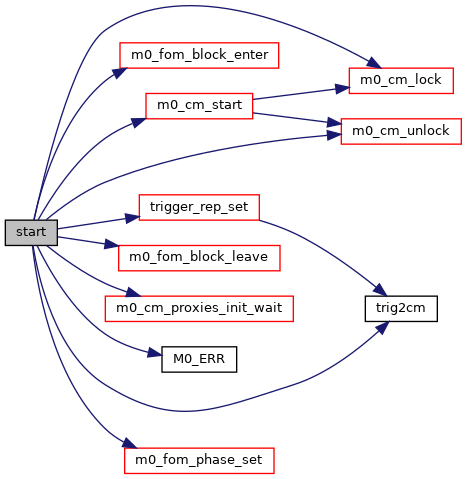 m0_fom_block_enter
m0_cm_lock
m0_cm_start
m0_cm_unlock
trigger_rep_set
start
m0_fom_block_leave
m0_cm_proxies_init_wait
trig2cm
M0_ERR
m0_fom_phase_set